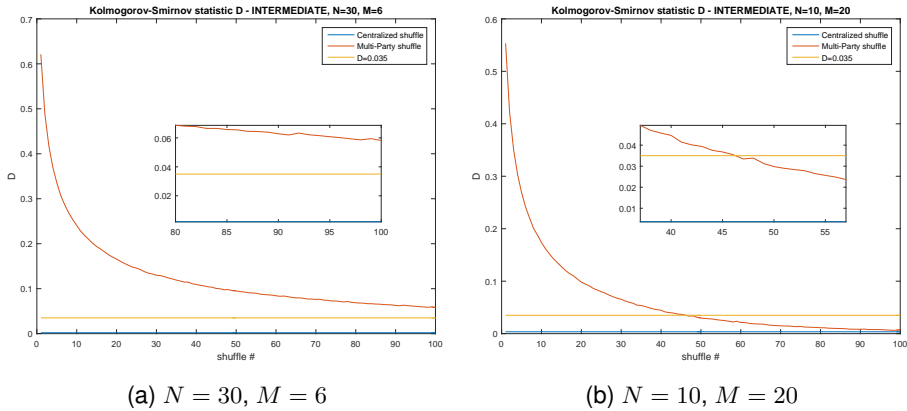 Kolmogorov-Smirnov statistic D - INTERMEDIATE, N=30, M=6
0.7
0.6
0.5
0.4
0.3
0.2
0.1
0
D
0 10 20 30 40 50 60 70 80 90 100
shuffle #
Centralized shuffle
Multi-Party shuffle
D=0.035
0.06
0.04
0.02
80 85 90 95 100
(a) N = 30, M = 6
Kolmogorov-Smirnov statistic D - INTERMEDIATE, N=10, M=20
0.6
0.5
0.4
0.3
0.2
0.1
0
D
0 10 20 30 40 50 60 70 80 90 100
shuffle #
Centralized shuffle
Multi-Party shuffle
D=0.035
0.04
0.03
0.02
0.01
40 45 50 55
(b) N = 10, M = 20